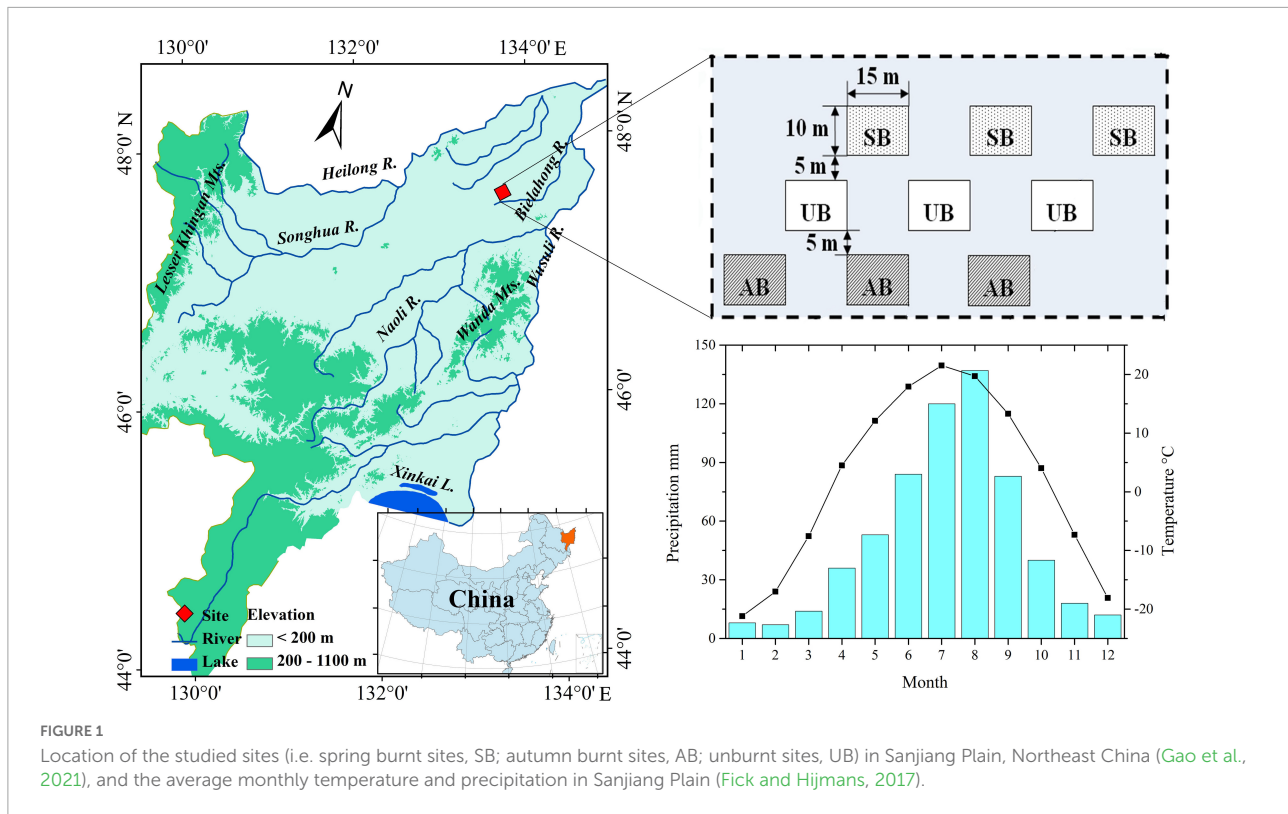 130°0'
132°0'
134°0' E
N
48°0' N
48°0' N
Heilong R.
Bielahong R.
Lesser Khingan Mts.
Songhua R.
Wusuli R.
Naoli R.
Wanda Mts.
46°0'
46°0'
Xinkai L.
China
Site
Elevation
River
< 200 m
Lake
200 - 1100 m
44°0'
44°0'
130°0'
132°0'
134°0' E
15 m
10 m
SB
SB
SB
5 m
UB
UB
UB
5 m
AB
AB
AB
150
120
90
60
30
0
Precipitation mm
20
10
0
-10
-20
Temperature °C
1 2 3 4 5 6 7 8 9 10 11 12
Month
FIGURE 1
Location of the studied sites (i.e. spring burnt sites, SB; autumn burnt sites, AB; unburnt sites, UB) in Sanjiang Plain, Northeast China (Gao et al.,
2021), and the average monthly temperature and precipitation in Sanjiang Plain (Fick and Hijmans, 2017).